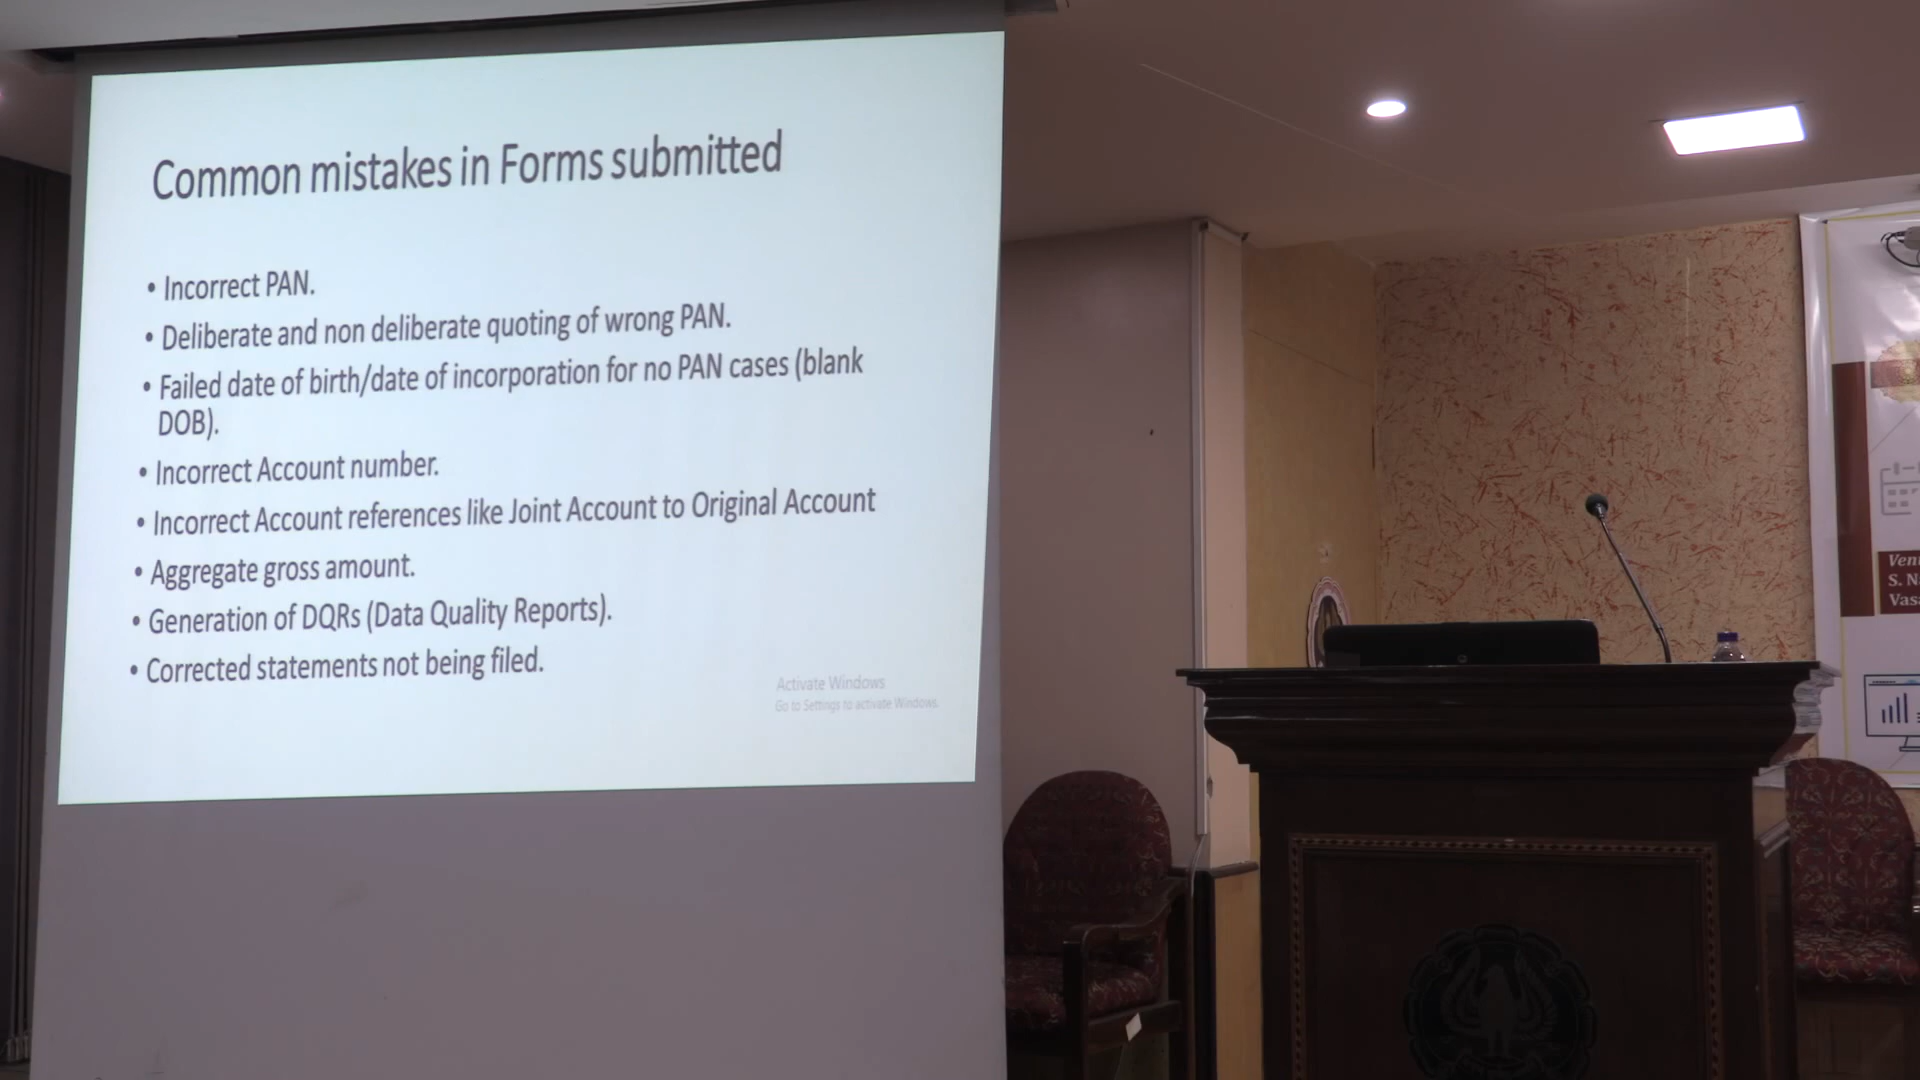 Common mistakes in Forms submitted
• Incorrect PAN.
• Deliberate and non deliberate quoting of wrong PAN.
• Failed date of birth/date of incorporation for no PAN cases (blank
DOB).
• Incorrect Account number.
• Incorrect Account references like Joint Account to Original Account
• Aggregate gross amount.
• Generation of DQRs (Data Quality Reports).
• Corrected statements not being filed.
Activate Windows
Go to Settings to activate Windows.